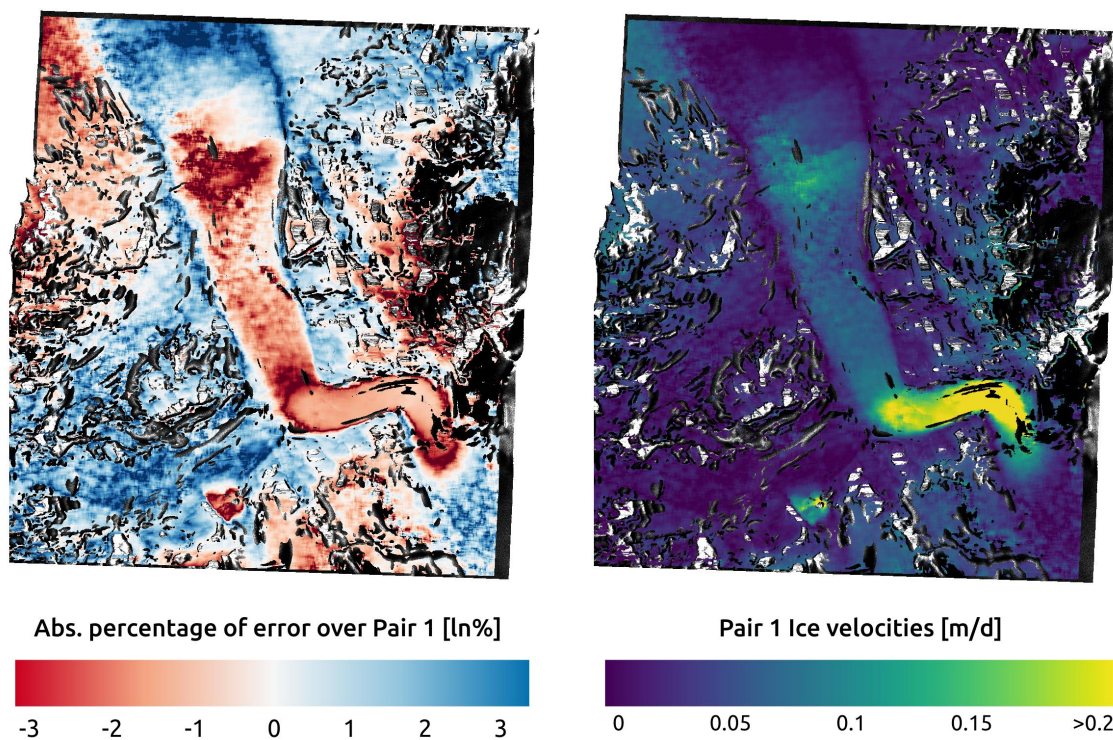 Abs. percentage of error over Pair 1 [ln%]
-3 -2 -1 0 1 2 3
Pair 1 Ice velocities [m/d]
0 0.05 0.1 0.15 >0.2